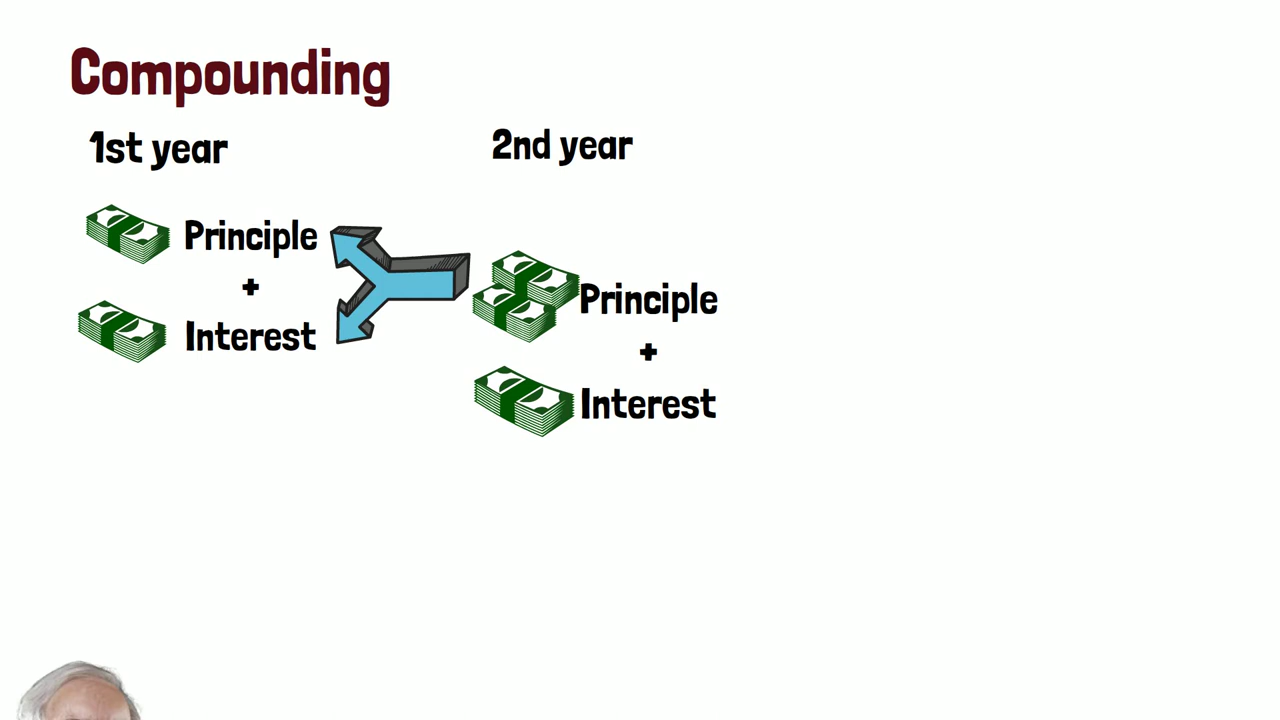 Compounding
1st year
Principle
+
Interest
2nd year
Principle
+
Interest